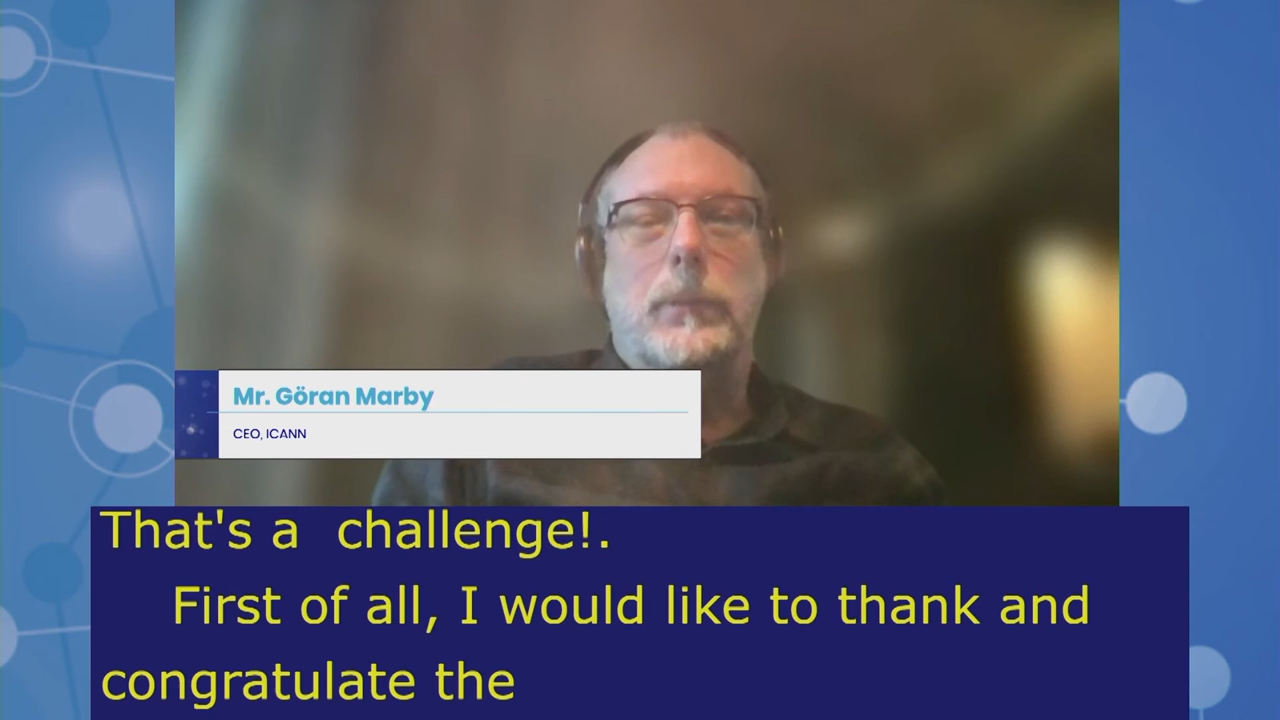 Mr. Göran Marby
CEO, ICANN
That's a  challenge!.
First of all, I would like to thank and
congratulate the